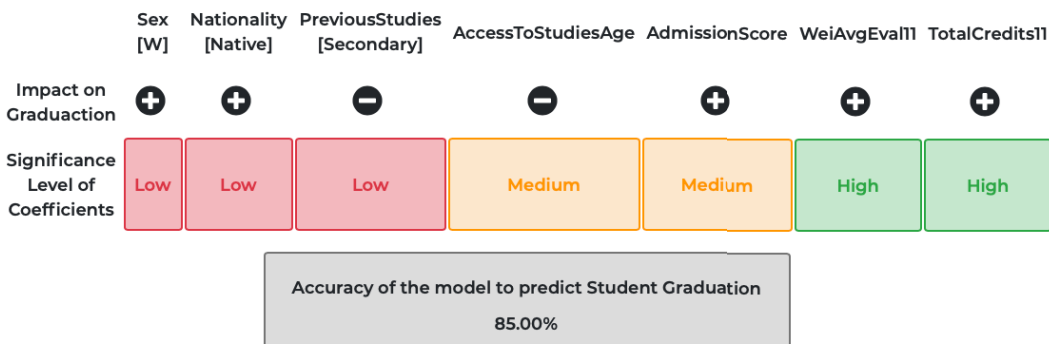 Sex
[W]
Nationality
[Native]
PreviousStudies
[Secondary]
AccessToStudiesAge
AdmissionScore
WeiAvgEval11
TotalCredits11
Impact on
Graduaction
Significance
Level of
Coefficients
Low
Low
Low
Medium
Medium
High
High
Accuracy of the model to predict Student Graduation
85.00%